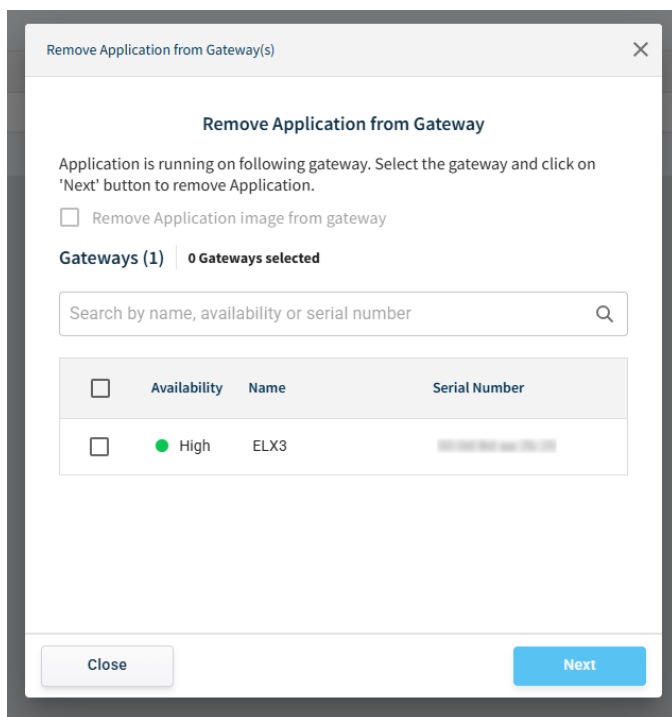 Remove Application from Gateway(s)
Remove Application from Gateway
Application is running on following gateway. Select the gateway and click on
'Next' button to remove Application.
Remove Application image from gateway
Gateways (1) 0 Gateways selected
Search by name, availability or serial number
Availability Name Serial Number
High ELX3
Close Next